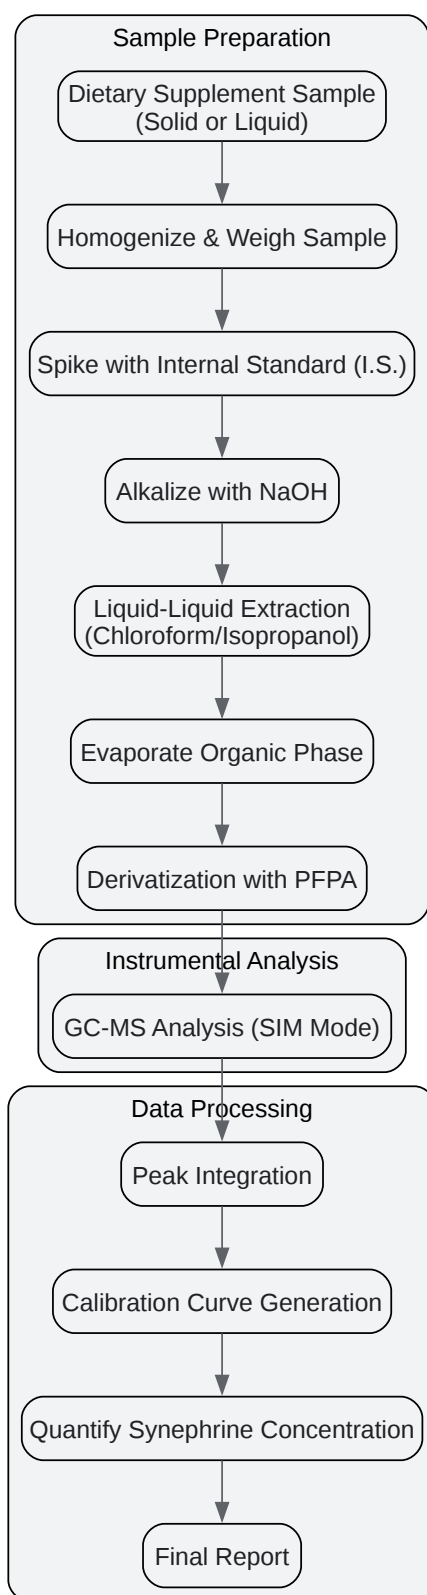 Sample Preparation
Dietary Supplement Sample
(Solid or Liquid)
Homogenize & Weigh Sample
Spike with Internal Standard (I.S.)
Alkalize with NaOH
Liquid-Liquid Extraction
(Chloroform/Isopropanol)
Evaporate Organic Phase
Derivatization with PFPA
Instrumental Analysis
GC-MS Analysis (SIM Mode)
Data Processing
Peak Integration
Calibration Curve Generation
Quantify Synephrine Concentration
Final Report